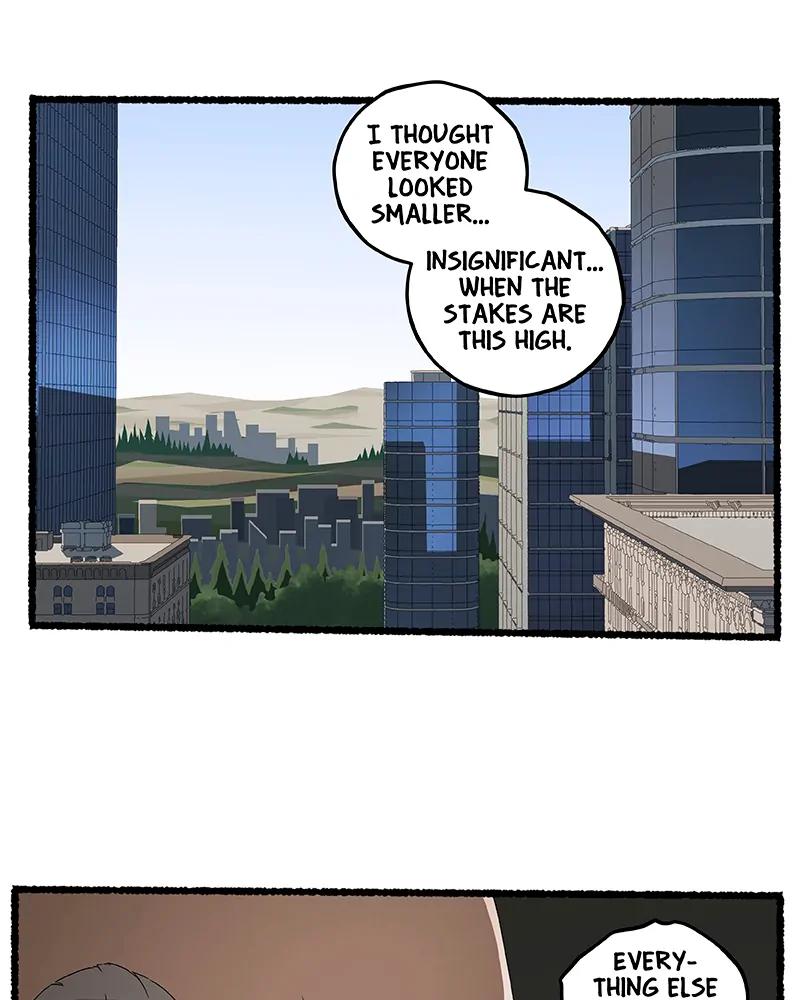 I THOUGHT
EVERYONE
LOOKED
SMALLER...
INSIGNIFICANT...
WHEN THE
STAKES ARE
THIS HIGH.
EVERY-
THING ELSE